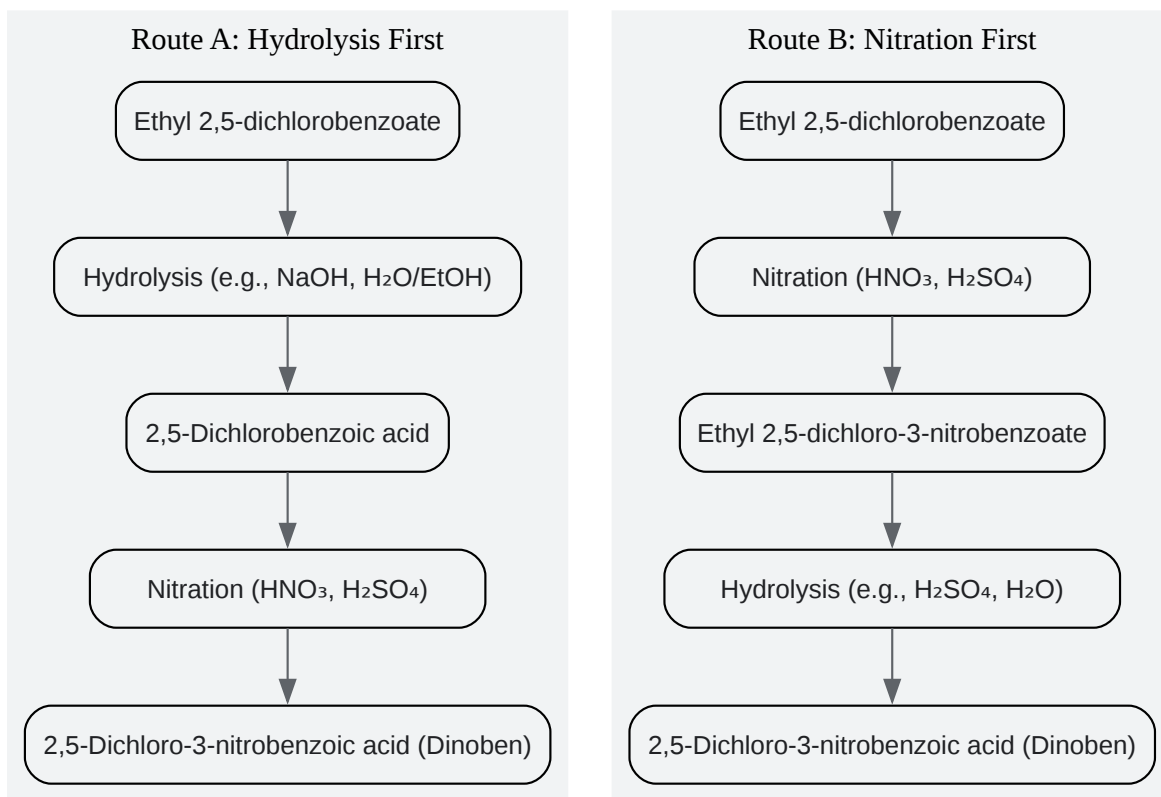 Route A: Hydrolysis First
Ethyl 2,5-dichlorobenzoate
Hydrolysis (e.g., NaOH, H₂O/EtOH)
2,5-Dichlorobenzoic acid
Nitration (HNO₃, H₂SO₄)
2,5-Dichloro-3-nitrobenzoic acid (Dinoben)
Route B: Nitration First
Ethyl 2,5-dichlorobenzoate
Nitration (HNO₃, H₂SO₄)
Ethyl 2,5-dichloro-3-nitrobenzoate
Hydrolysis (e.g., H₂SO₄, H₂O)
2,5-Dichloro-3-nitrobenzoic acid (Dinoben)